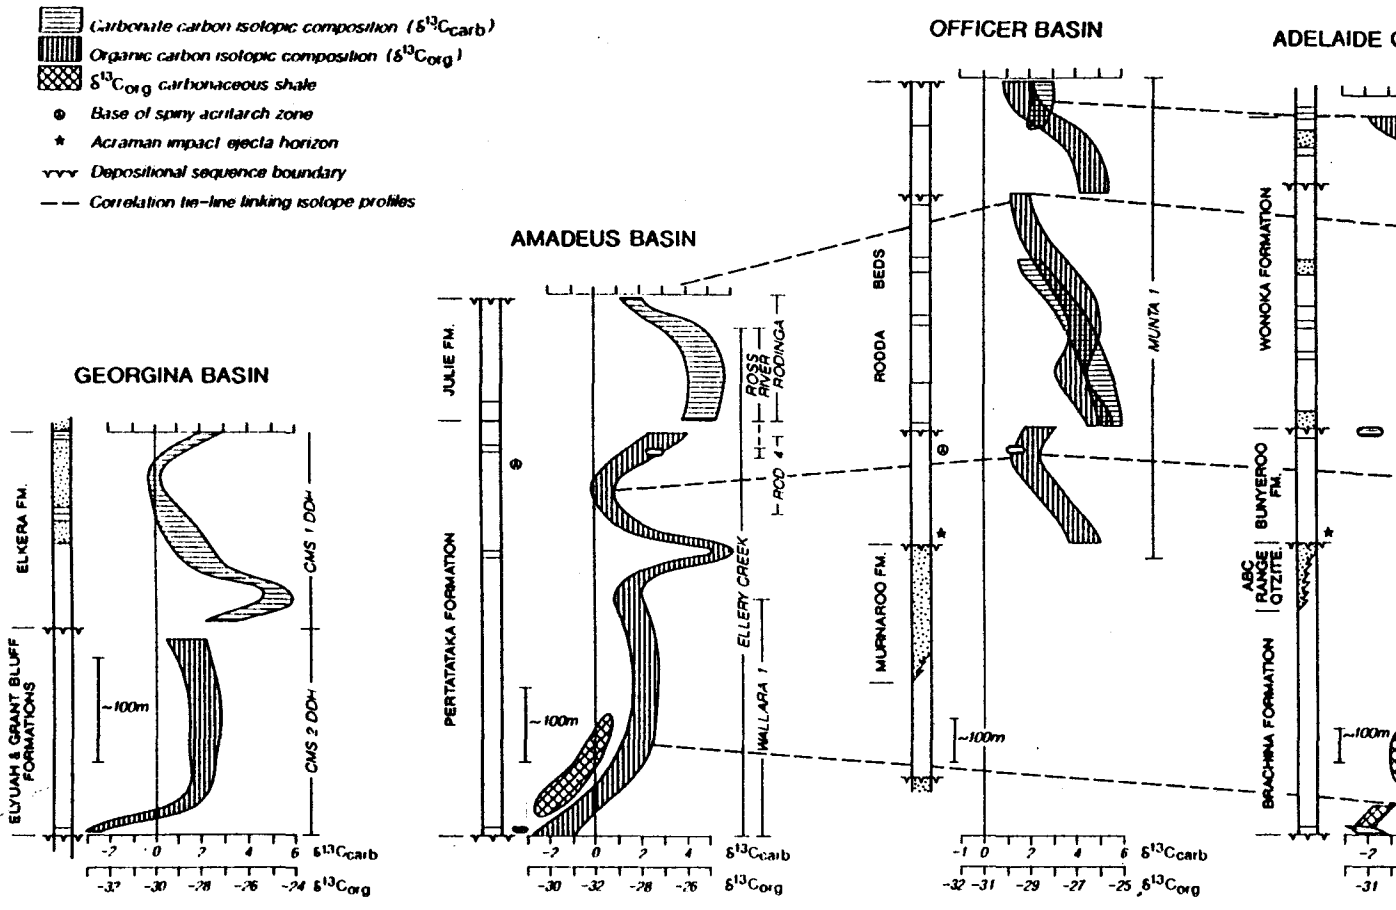 Carbonate carbon isotopic composition (δ¹³Ccarb)
Organic carbon isotopic composition (δ¹³Corg)
δ¹³Corg carbonaceous shale
Base of spiny acritarch zone
Acraman impact ejecta horizon
Depositional sequence boundary
Correlation tie-line linking isotope profiles
GEORGINA BASIN
ELKERA FM.
ELYUAH & GRANT BLUFF
FORMATIONS
~100m
CMS 1 DDH
CMS 2 DDH
-2 0 2 4 6 δ¹³Ccarb
-32 -30 -28 -26 -24 δ¹³Corg
AMADEUS BASIN
JULIE FM.
PERTATATAKA FORMATION
~100m
ELLERY CREEK
WALLARA 1
ROSS
RIVER
RODINGA
ROD 4
-2 0 2 4 6 δ¹³Ccarb
-30 -32 -28 -26 δ¹³Corg
OFFICER BASIN
RODDA BEDS
MURNAROO FM.
~100m
MUNTA 1
-1 0 2 4 6 δ¹³Ccarb
-32 -31 -29 -27 -25 δ¹³Corg
ADELAIDE G
WONOKA FORMATION
BUNYEROO
FM.
ABC
RANGE
QTZITE.
BRACHINA FORMATION
~100m
-2
-31